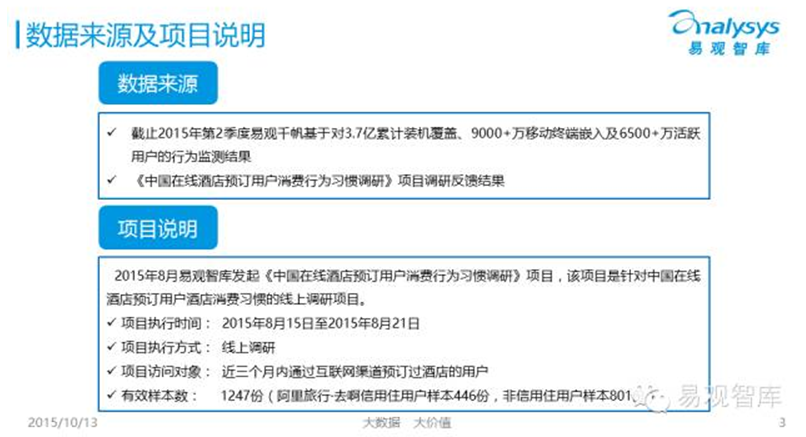 数据来源及项目说明
analysys
易观智库
数据来源
✓ 截止2015年第2季度易观千帆基于对3.7亿累计装机覆盖、9000+万移动终端嵌入及6500+万活跃
用户的行为监测结果
✓ 《中国在线酒店预订用户消费行为习惯调研》项目调研反馈结果
项目说明
2015年8月易观智库发起《中国在线酒店预订用户消费行为习惯调研》项目，该项目是针对中国在线
酒店预订用户酒店消费习惯的线上调研项目。
✓ 项目执行时间： 2015年8月15日至2015年8月21日
✓ 项目执行方式： 线上调研
✓ 项目访问对象： 近三个月内通过互联网渠道预订过酒店的用户
✓ 有效样本数： 1247份（阿里旅行·去啊信用住用户样本446份，非信用住用户样本801
易观智库
2015/10/13
大数据 大价值
3